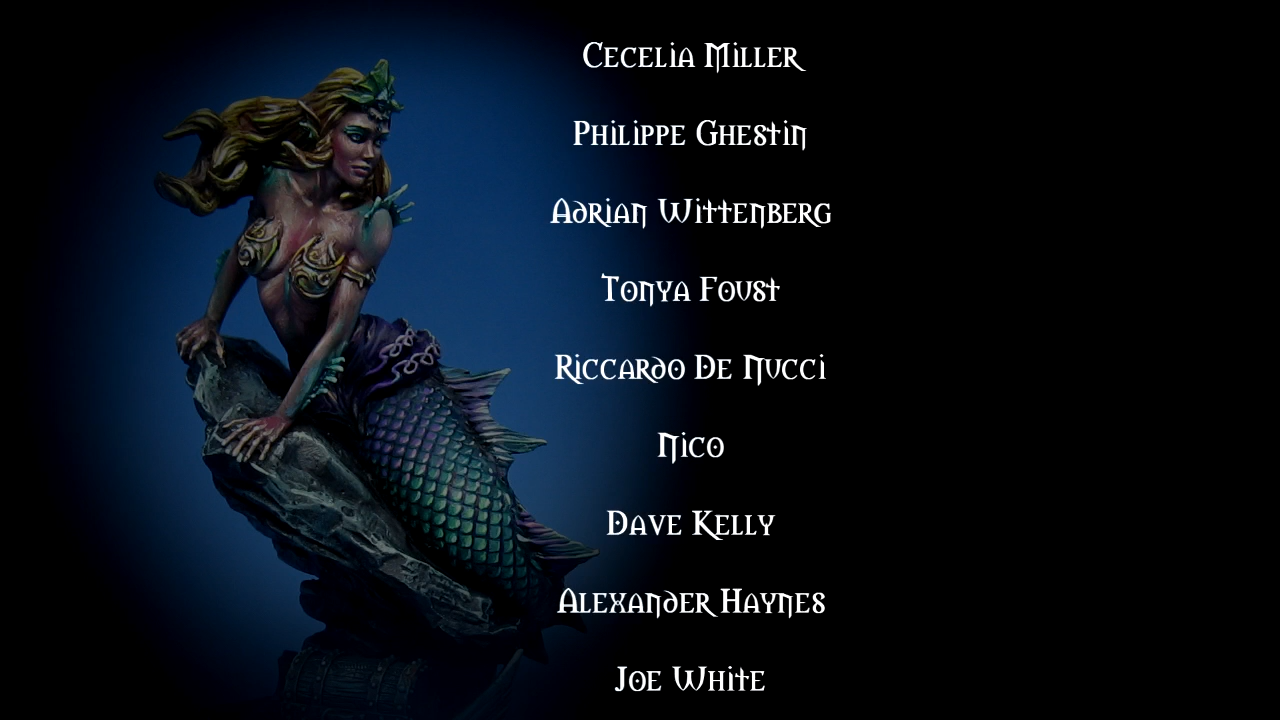 Cecelia Miller
Philippe Ghestin
Adrian Wittenberg
Tonya Foust
Riccardo De Nucci
Nico
Dave Kelly
Alexander Haynes
Joe White